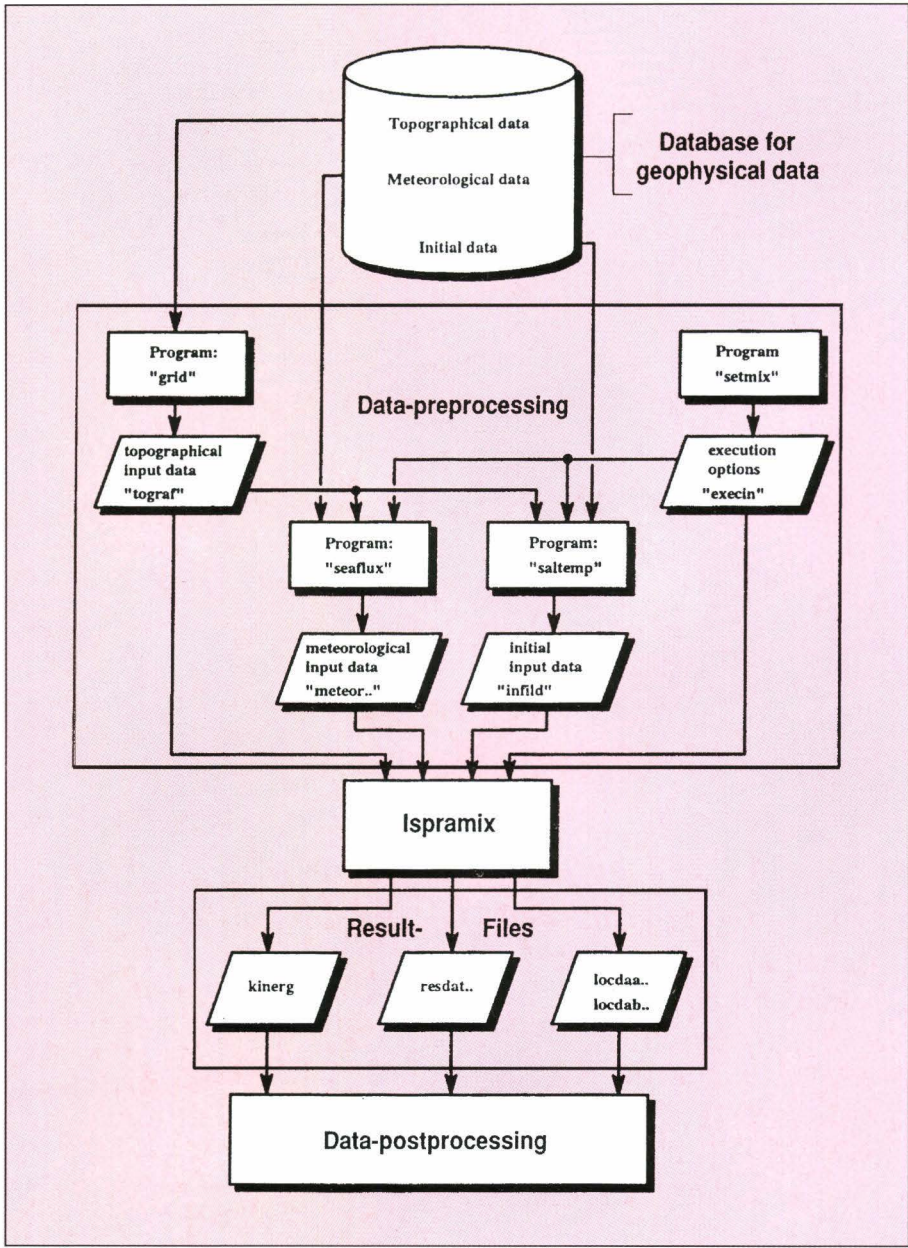 Topographical data
Meteorological data
Initial data
Database for
geophysical data
Program:
"grid"
Program
"setmix"
Data-preprocessing
topographical
input data
"tograf"
execution
options
"execin"
Program:
"seaflux"
Program:
"saltemp"
meteorological
input data
"meteor.."
initial
input data
"infild"
Ispramix
Result- Files
kinerg
resdat..
locdaa..
locdab..
Data-postprocessing